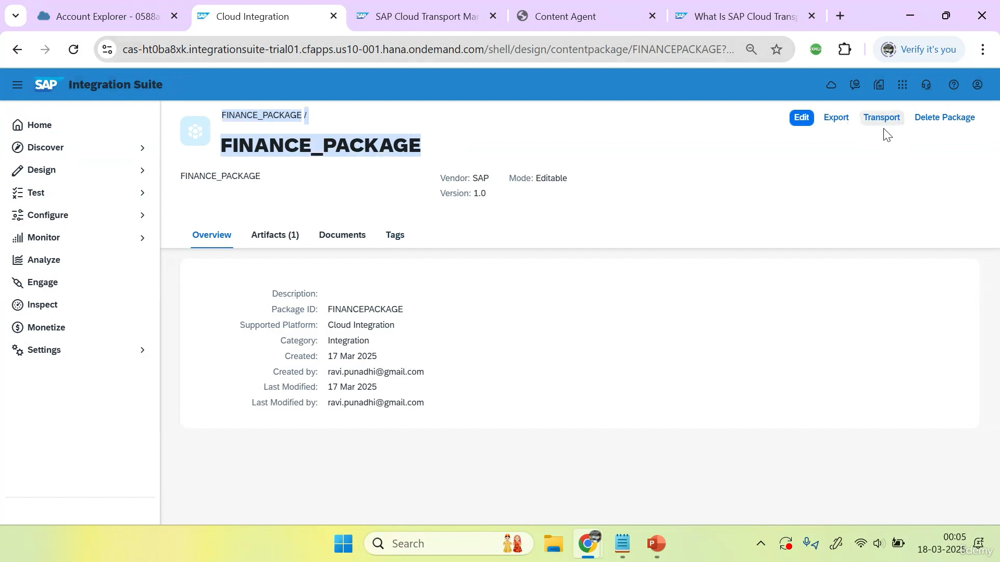 Account Explorer - 0588a
Cloud Integration
SAP Cloud Transport Mar
Content Agent
What Is SAP Cloud Transp
cas-ht0ba8xk.integrationsuite-trial01.cfapps.us10-001.hana.ondemand.com/shell/design/contentpackage/FINANCEPACKAGE?...
XML
Verify it's you
SAP Integration Suite
Home
Discover
Design
Test
Configure
Monitor
Analyze
Engage
Inspect
Monetize
Settings
FINANCE_PACKAGE /
FINANCE_PACKAGE
Edit
Export
Transport
Delete Package
FINANCE_PACKAGE
Vendor: SAP
Mode: Editable
Version: 1.0
Overview
Artifacts (1)
Documents
Tags
Description:
Package ID: FINANCEPACKAGE
Supported Platform: Cloud Integration
Category: Integration
Created: 17 Mar 2025
Created by: ravi.punadhi@gmail.com
Last Modified: 17 Mar 2025
Last Modified by: ravi.punadhi@gmail.com
Search
00:05
18-03-2025
ûdemy